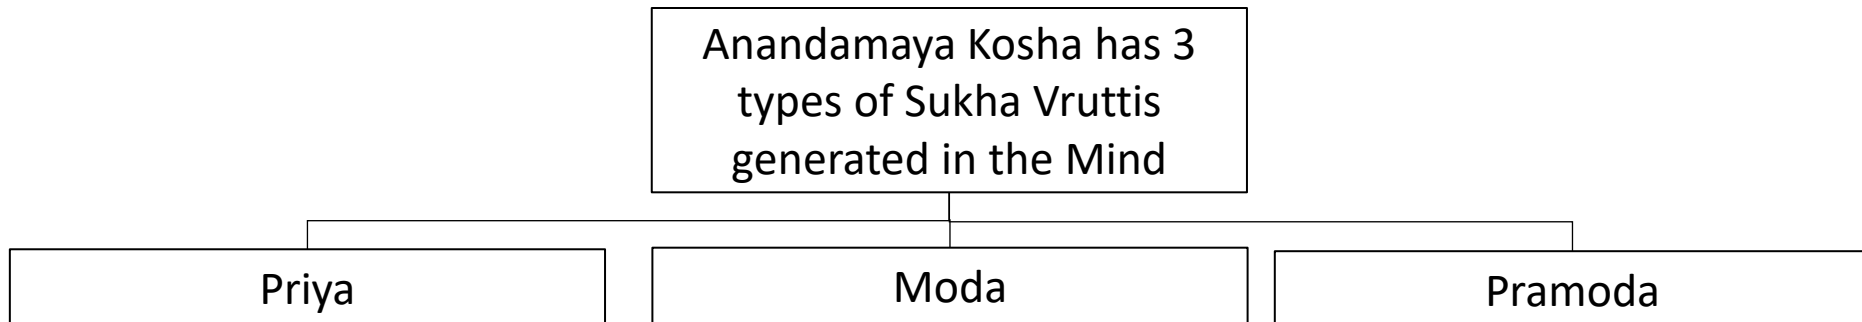 Anandamaya Kosha has 3
types of Sukha Vruttis
generated in the Mind
Priya
Moda
Pramoda